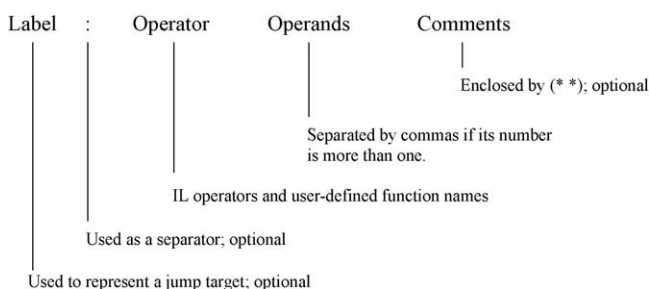 Label : Operator Operands Comments
Enclosed by (* *); optional
Separated by commas if its number
is more than one.
IL operators and user-defined function names
Used as a separator; optional
Used to represent a jump target; optional